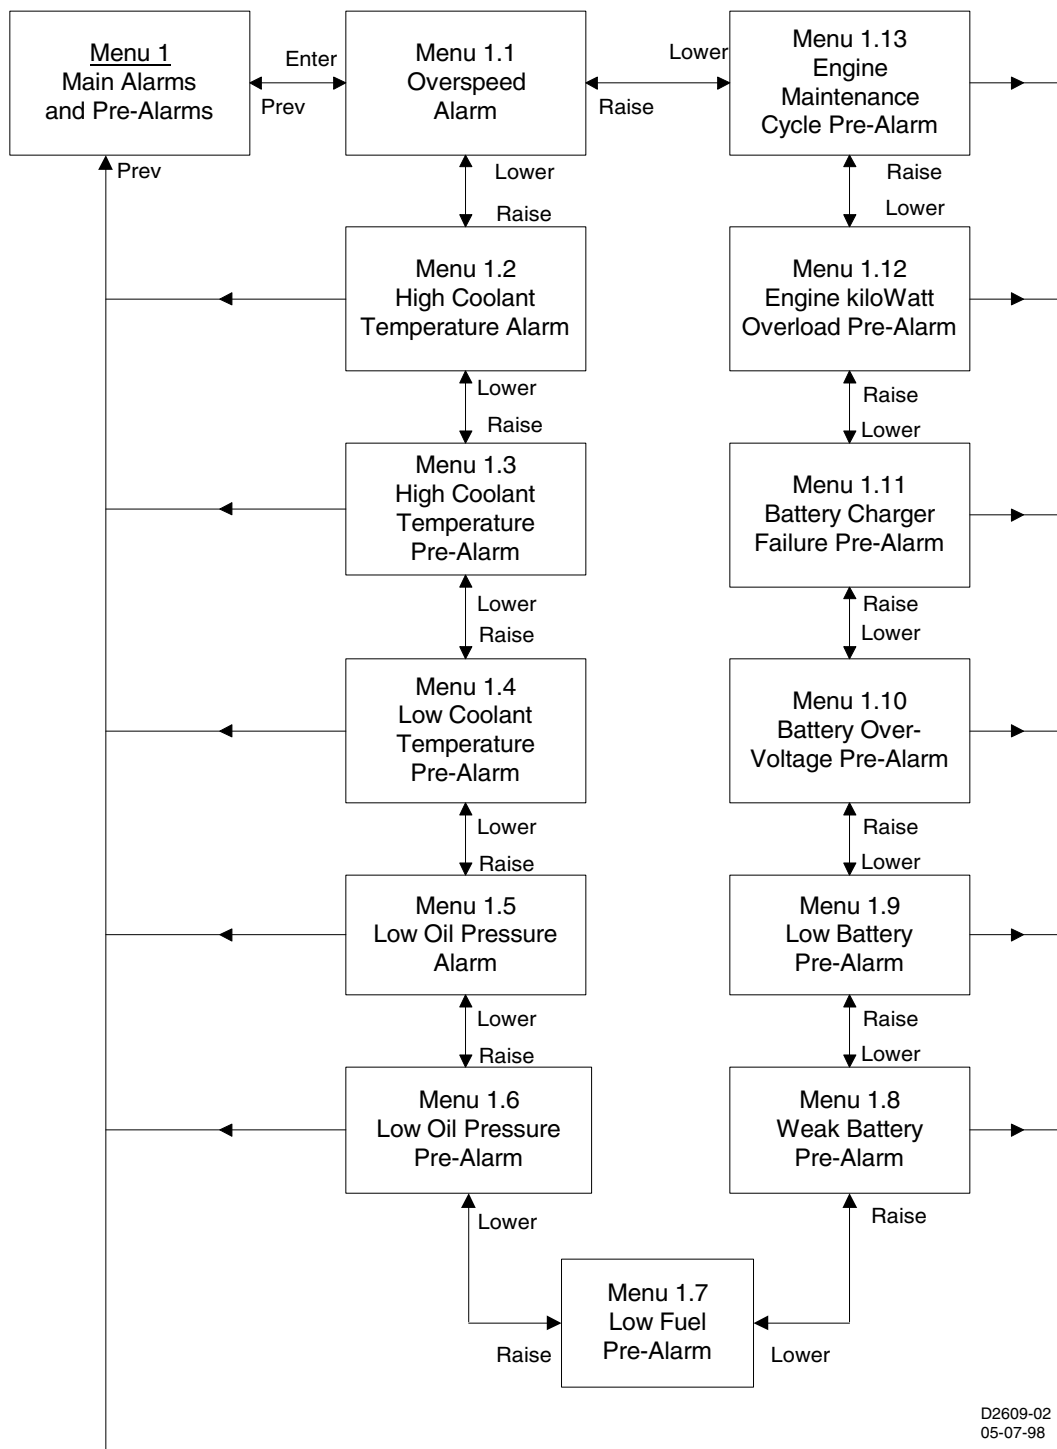 Menu 1
Main Alarms
and Pre-Alarms
Enter
Prev
Menu 1.1
Overspeed
Alarm
Lower
Raise
Menu 1.13
Engine
Maintenance
Cycle Pre-Alarm
Prev
Lower
Raise
Raise
Lower
Menu 1.2
High Coolant
Temperature Alarm
Menu 1.12
Engine kiloWatt
Overload Pre-Alarm
Lower
Raise
Raise
Lower
Menu 1.3
High Coolant
Temperature
Pre-Alarm
Menu 1.11
Battery Charger
Failure Pre-Alarm
Lower
Raise
Raise
Lower
Menu 1.4
Low Coolant
Temperature
Pre-Alarm
Menu 1.10
Battery Over-
Voltage Pre-Alarm
Lower
Raise
Raise
Lower
Menu 1.5
Low Oil Pressure
Alarm
Menu 1.9
Low Battery
Pre-Alarm
Lower
Raise
Raise
Lower
Menu 1.6
Low Oil Pressure
Pre-Alarm
Menu 1.8
Weak Battery
Pre-Alarm
Lower
Raise
Menu 1.7
Low Fuel
Pre-Alarm
Raise
Lower
D2609-02
05-07-98